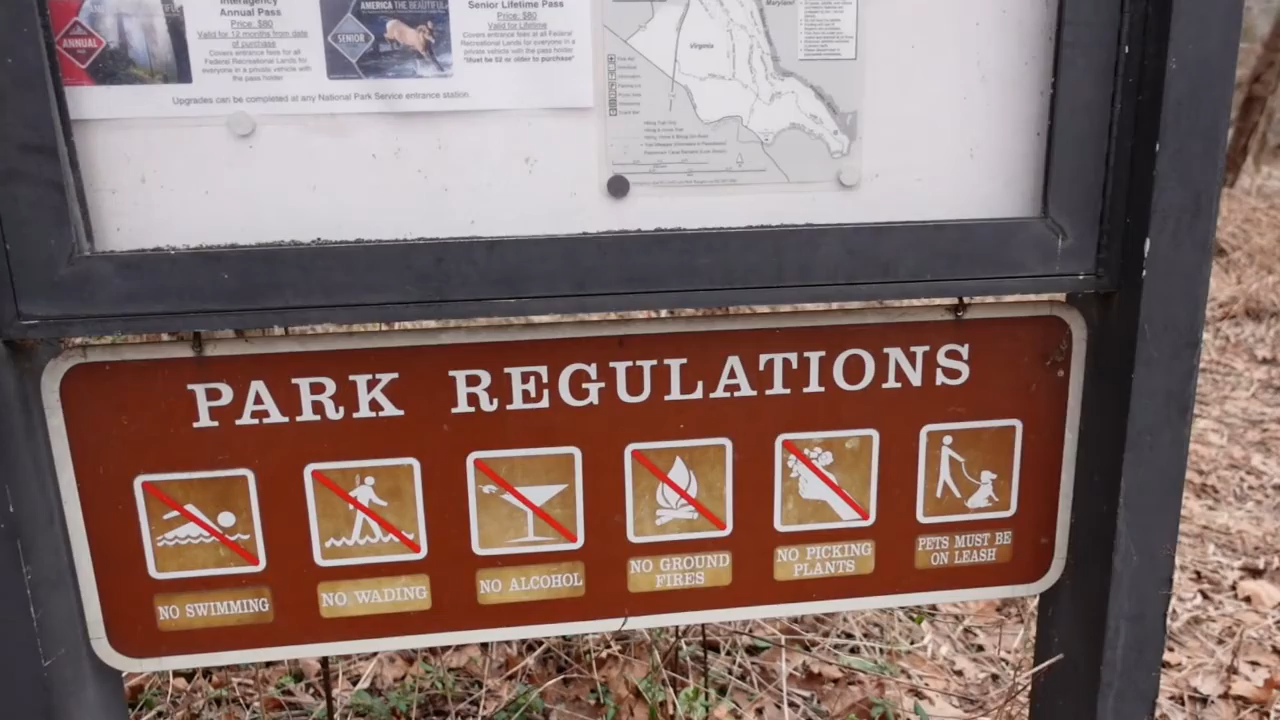 Interagency
Annual Pass
Price: $80
Valid for 12 months from date
of purchase
Covers entrance fees for all
Federal Recreational Lands for
everyone in a private vehicle with
the pass holder
ANNUAL
AMERICA THE BEAUTIFUL
SENIOR
Senior Lifetime Pass
Price: $80
Valid for Lifetime
Covers entrance fees at all Federal
Recreational Lands for everyone in a
private vehicle with the pass holder
*Must be 62 or older to purchase*
Upgrades can be completed at any National Park Service entrance station.
Maryland
Virginia
PARK REGULATIONS
NO SWIMMING
NO WADING
NO ALCOHOL
NO GROUND
FIRES
NO PICKING
PLANTS
PETS MUST BE
ON LEASH